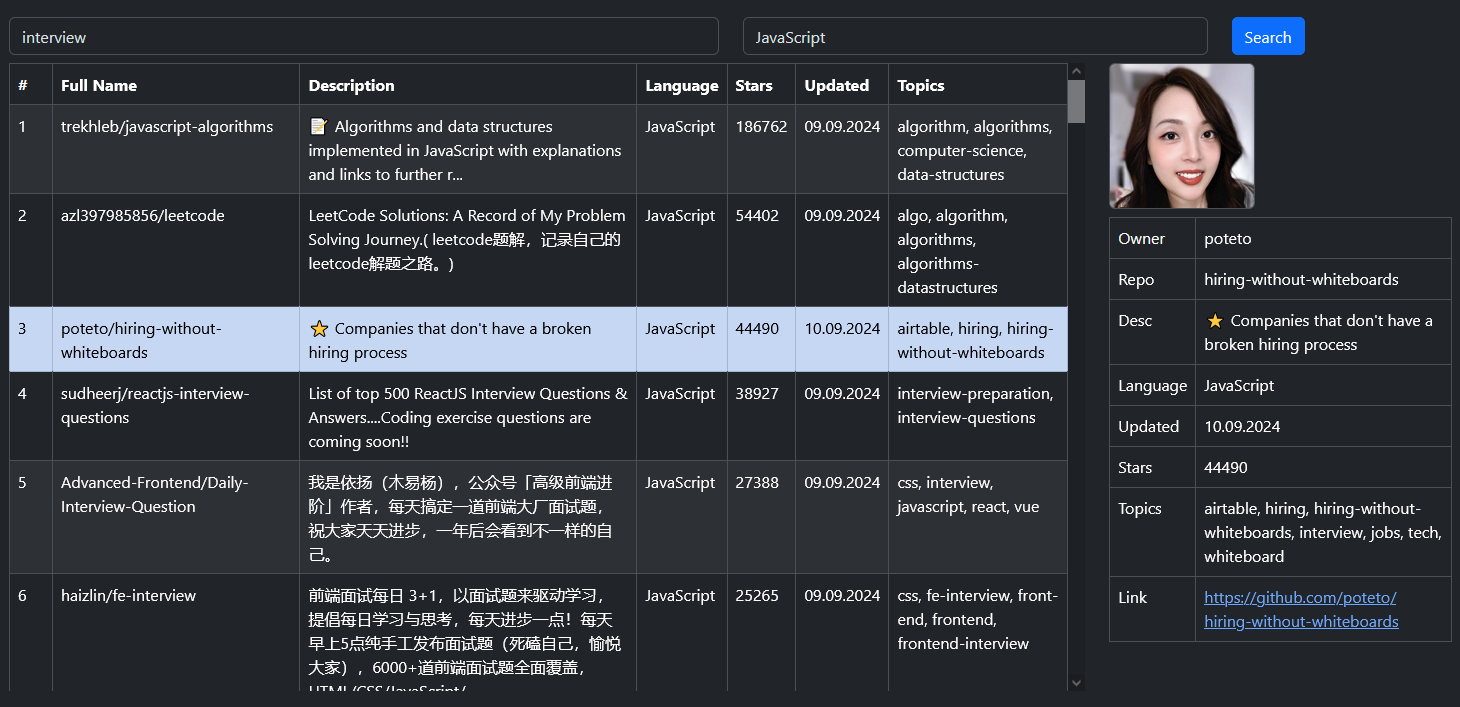 interview
JavaScript
Search
# Full Name Description Language Stars Updated Topics
1 trekhleb/javascript-algorithms 📝 Algorithms and data structures JavaScript 186762 09.09.2024 algorithm, algorithms,
implemented in JavaScript with explanations computer-science,
and links to further r... data-structures
2 azl397985856/leetcode LeetCode Solutions: A Record of My Problem JavaScript 54402 09.09.2024 algo, algorithm,
Solving Journey.( leetcode题解，记录自己的 algorithms,
leetcode解题之路。) algorithms-
datastructures
3 poteto/hiring-without- ⭐ Companies that don't have a broken JavaScript 44490 10.09.2024 airtable, hiring, hiring-
whiteboards hiring process without-whiteboards
4 sudheerj/reactjs-interview- List of top 500 ReactJS Interview Questions & JavaScript 38927 09.09.2024 interview-preparation,
questions Answers....Coding exercise questions are interview-questions
coming soon!!
5 Advanced-Frontend/Daily- 我是依扬（木易杨），公众号「高级前端进 JavaScript 27388 09.09.2024 css, interview,
Interview-Question 阶」作者，每天搞定一道前端大厂面试题， javascript, react, vue
祝大家天天进步，一年后会看到不一样的自
己。
6 haizlin/fe-interview 前端面试每日 3+1，以面试题来驱动学习， JavaScript 25265 09.09.2024 css, fe-interview, front-
提倡每日学习与思考，每天进步一点！每天 end, frontend,
早上5点纯手工发布面试题（死磕自己，愉悦 frontend-interview
大家），6000+道前端面试题全面覆盖，
HTML/CSS/JavaScript/
Owner poteto
Repo hiring-without-whiteboards
Desc ⭐ Companies that don't have a
broken hiring process
Language JavaScript
Updated 10.09.2024
Stars 44490
Topics airtable, hiring, hiring-without-
whiteboards, interview, jobs, tech,
whiteboard
Link https://github.com/poteto/
hiring-without-whiteboards